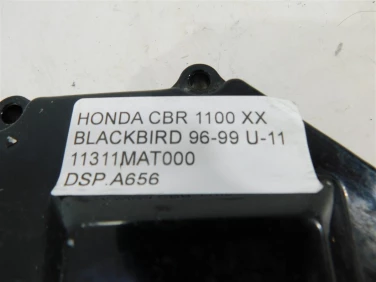 HONDA CBR 1100 XX
BLACKBIRD 96-99 U-11
11311MAT000
DSP.A656